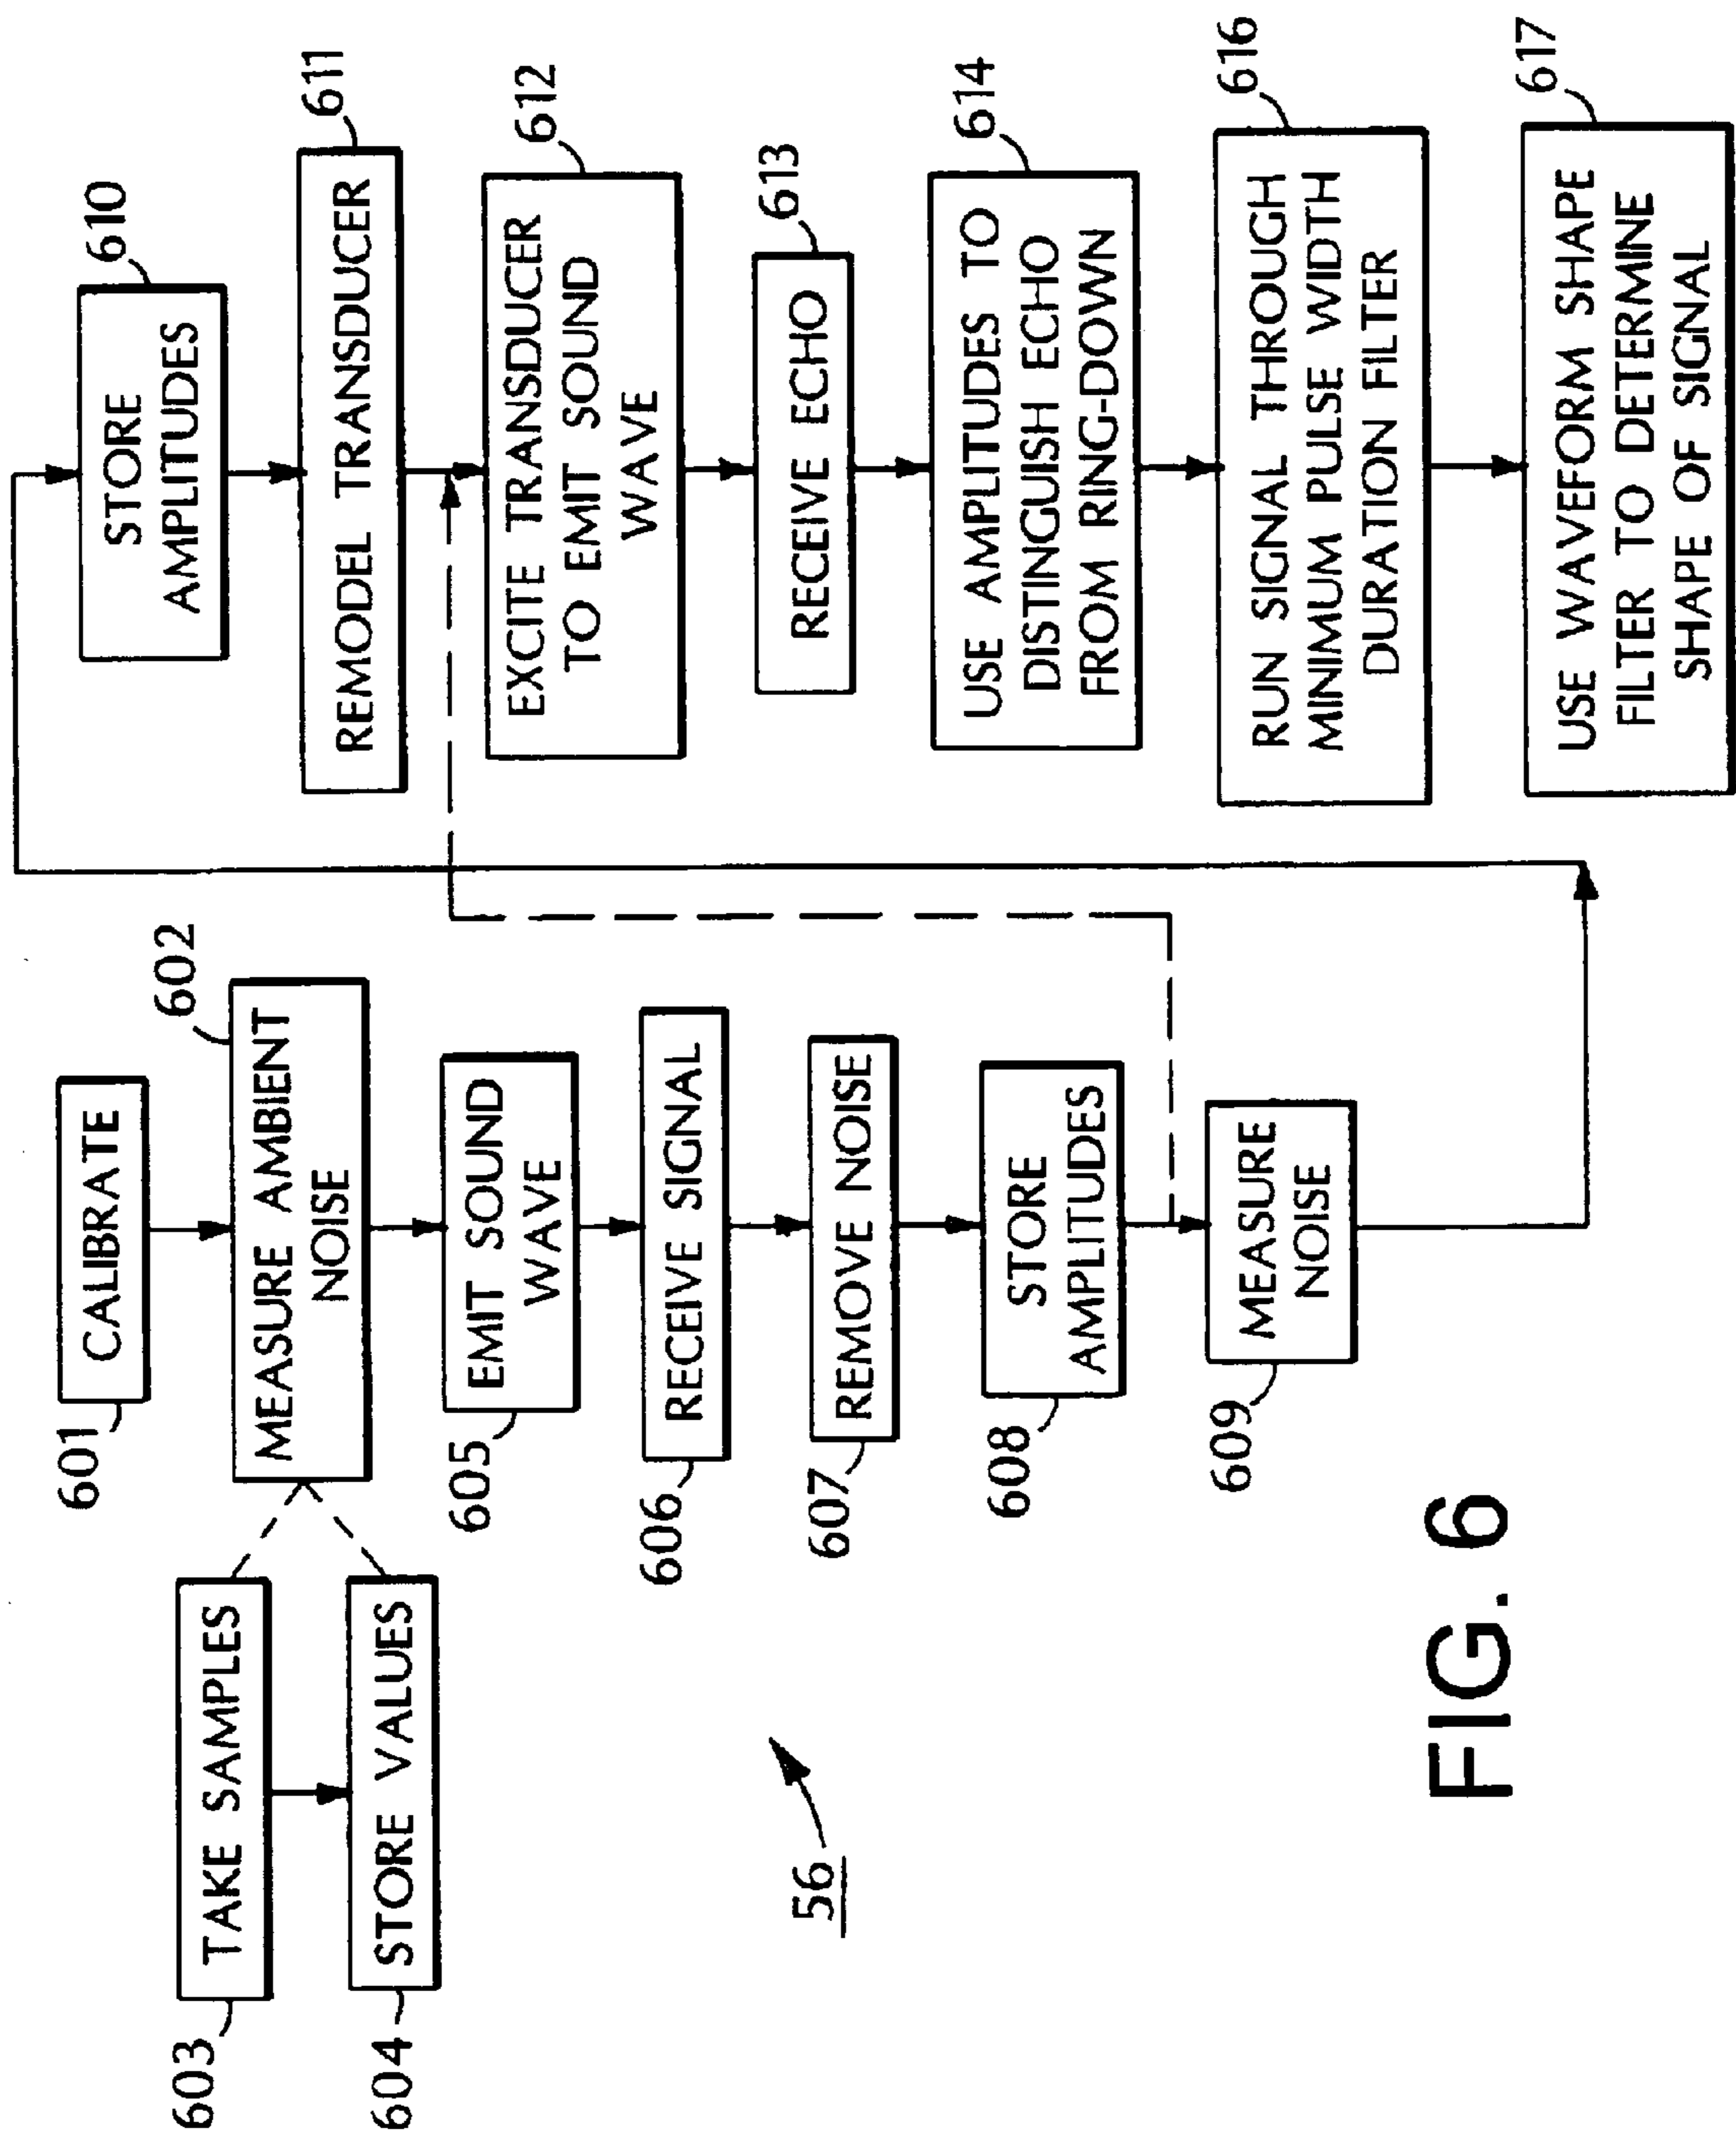 601
CALIBRATE
602
MEASURE AMBIENT
NOISE
603
TAKE SAMPLES
604
STORE VALUES
605
EMIT SOUND
WAVE
606
RECEIVE SIGNAL
607
REMOVE NOISE
608
STORE
AMPLITUDES
609
MEASURE
NOISE
610
STORE
AMPLITUDES
611
REMODEL TRANSDUCER
612
EXCITE TRANSDUCER
TO EMIT SOUND
WAVE
613
RECEIVE ECHO
614
USE AMPLITUDES TO
DISTINGUISH ECHO
FROM RING-DOWN
616
RUN SIGNAL THROUGH
MINIMUM PULSE WIDTH
DURATION FILTER
617
USE WAVEFORM SHAPE
FILTER TO DETERMINE
SHAPE OF SIGNAL
56
FIG. 6